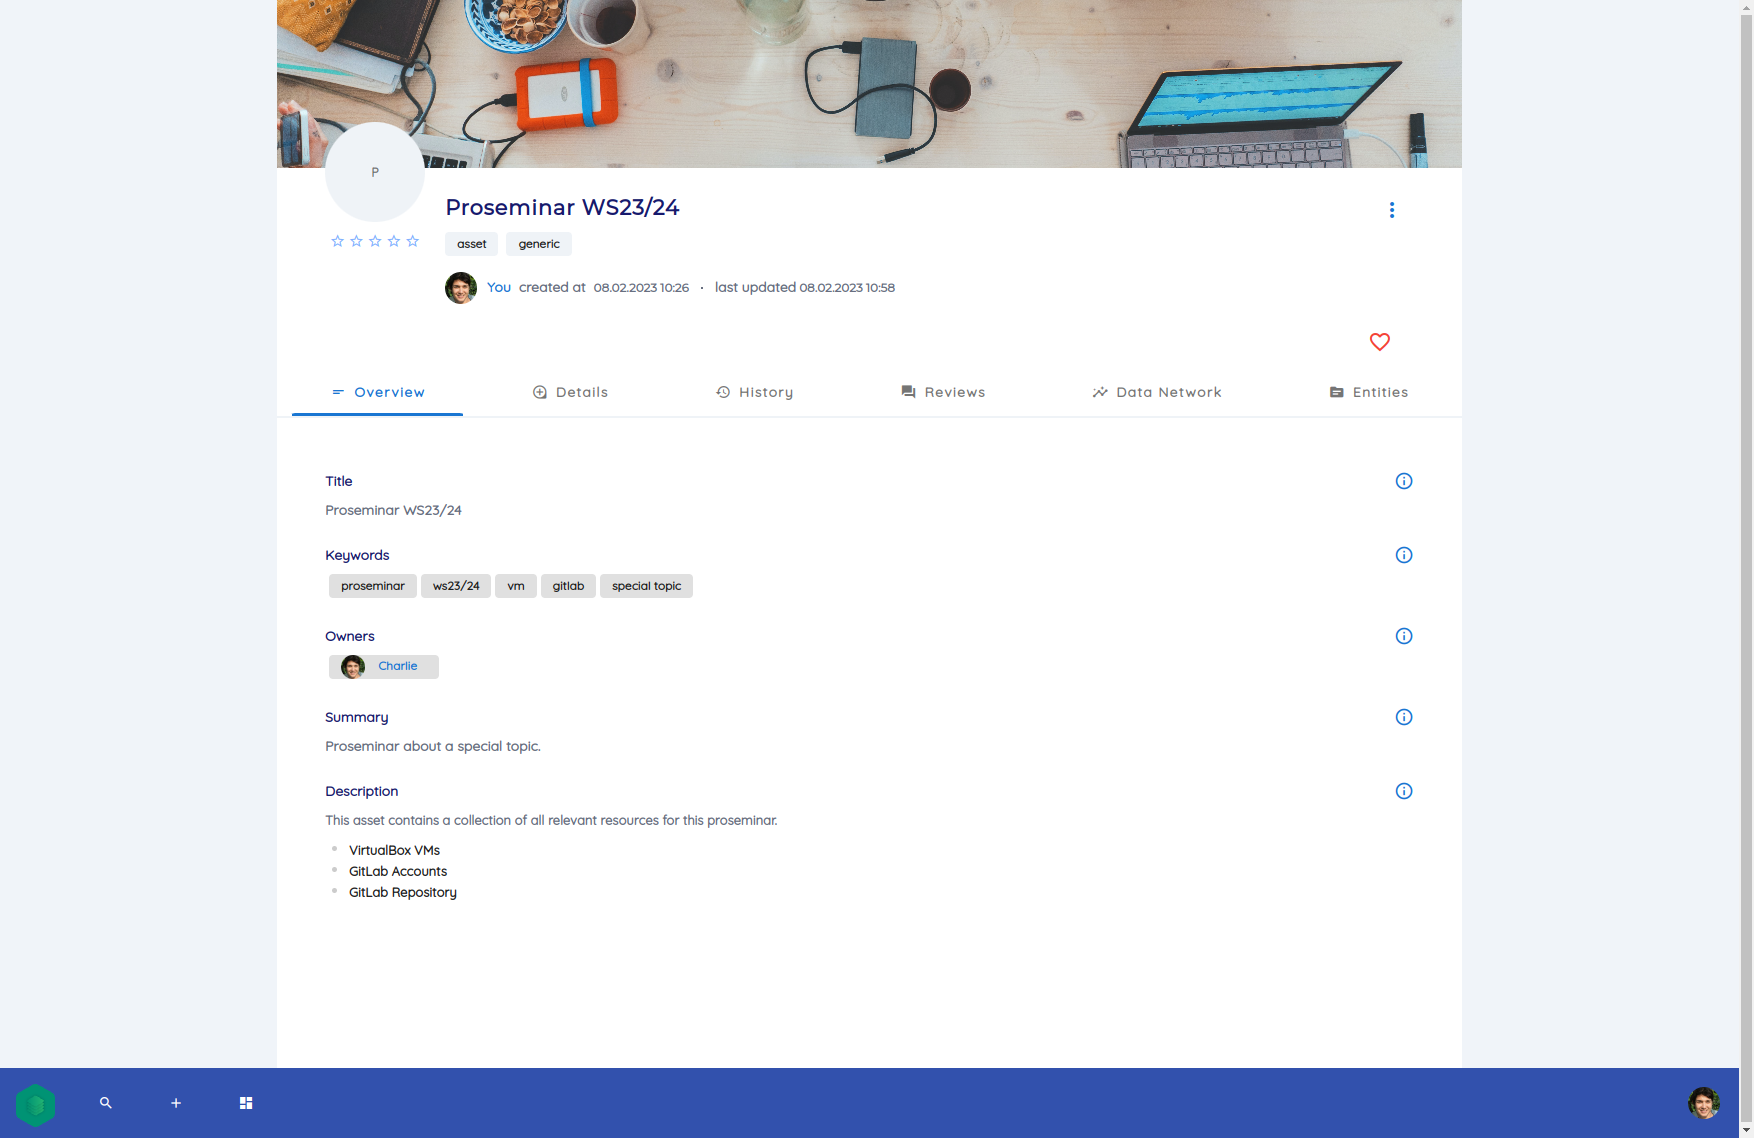 P
Proseminar WS23/24
asset generic
You created at 08.02.2023 10:26 · last updated 08.02.2023 10:58
Overview Details History Reviews Data Network Entities
Title
Proseminar WS23/24
Keywords
proseminar ws23/24 vm gitlab special topic
Owners
Charlie
Summary
Proseminar about a special topic.
Description
This asset contains a collection of all relevant resources for this proseminar.
VirtualBox VMs
GitLab Accounts
GitLab Repository